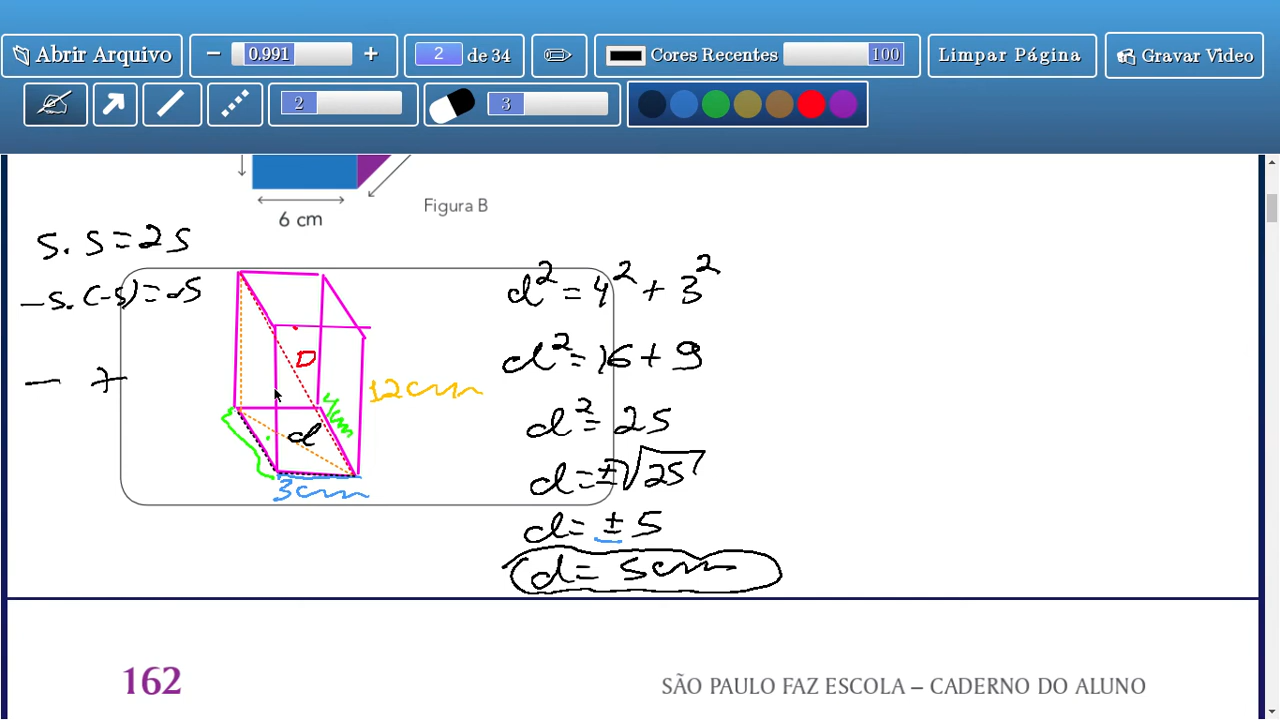 Abrir Arquivo
− 0.991 +
2 de 34
Cores Recentes 100
Limpar Página
Gravar Video
2
3
6 cm
Figura B
5. 5 = 25
-5. (-5) = 25
- +
D
12cm
d
3cm
d² = 4² + 3²
d² = 16 + 9
d² = 25
d = ±√25
d = ± 5
d = 5cm
162
SÃO PAULO FAZ ESCOLA – CADERNO DO ALUNO